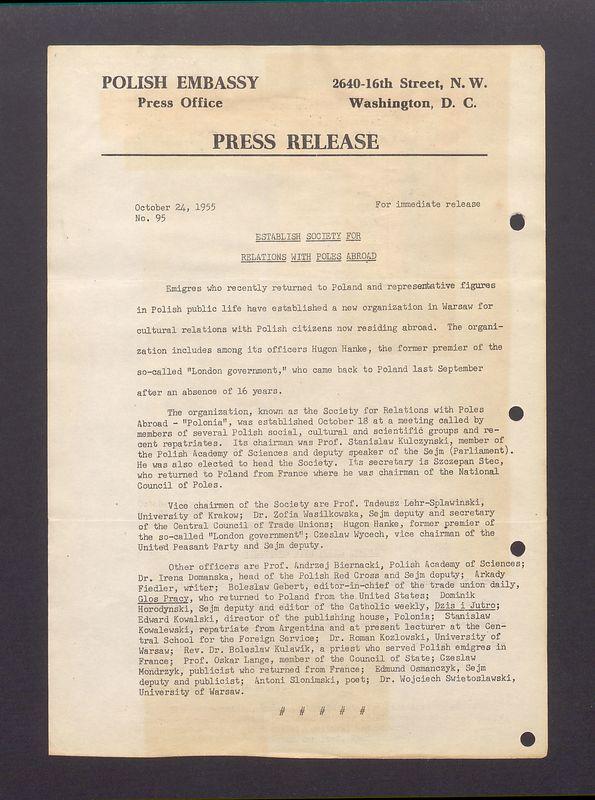 POLISH EMBASSY
Press Office
2640-16th Street, N. W.
Washington, D. C.
PRESS RELEASE
October 24, 1955
For immediate release
No. 95
ESTABLISH SOCIETY FOR
RELATIONS WITH POLES ABROAD
Emigres who recently returned to Poland and representative figures
in Polish public life have established a new organization in Warsaw for
cultural relations with Polish citizens now residing abroad. The organi-
zation includes among its officers Hugon Hanke, the former premier of the
so-called "London government," who came back to Poland last September
after an absence of 16 years.
The organization, known as the Society for Relations with Poles
Abroad - "Polonia", was established October 18 at a meeting called by
members of several Polish social, cultural and scientific groups and re-
cent repatriates. Its chairman was Prof. Stanislaw Kulczynski, member of
the Polish Academy of Sciences and deputy speaker of the Sejm (Parliament).
He was also elected to head the Society. Its secretary is Szczepan Stec,
who returned to Poland from France where he was chairman of the National
Council of Poles.
Vice chairmen of the Society are Prof. Tadeusz Lehr-Splawinski,
University of Krakow; Dr. Zofia Wasilkowska, Sejm deputy and secretary
of the Central Council of Trade Unions; Hugon Hanke, former premier of
the so-called "London government"; Czeslaw Wycech, vice chairman of the
United Peasant Party and Sejm deputy.
Other officers are Prof. Andrzej Biernacki, Polish Academy of Sciences;
Dr. Irena Domanska, head of the Polish Red Cross and Sejm deputy; Arkady
Fiedler, writer; Boleslaw Gebert, editor-in-chief of the trade union daily,
Glos Pracy, who returned to Poland from the United States; Dominik
Horodynski, Sejm deputy and editor of the Catholic weekly, Dzis i Jutro;
Edward Kowalski, director of the publishing house, Polonia; Stanislaw
Kowalewski, repatriate from Argentina and at present lecturer at the Cen-
tral School for the Foreign Service; Dr. Roman Kozlowski, University of
Warsaw; Rev. Dr. Boleslaw Kulawik, a priest who served Polish emigres in
France; Prof. Oskar Lange, member of the Council of State; Czeslaw
Mondrzyk, publicist who returned from France; Edmund Osmanczyk, Sejm
deputy and publicist; Antoni Slonimski, poet; Dr. Wojciech Swietoslawski,
University of Warsaw.
# # # # #